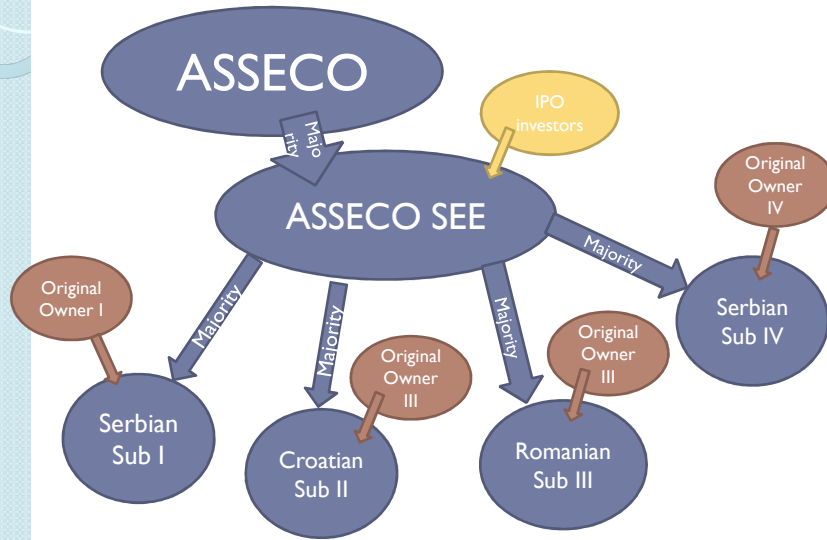 ASSECO
Majo
rity
IPO
investors
Original
Owner
IV
ASSECO SEE
Majority
Original
Owner I
Majority
Majority
Majority
Serbian
Sub IV
Original
Owner
III
Original
Owner
III
Serbian
Sub I
Croatian
Sub II
Romanian
Sub III